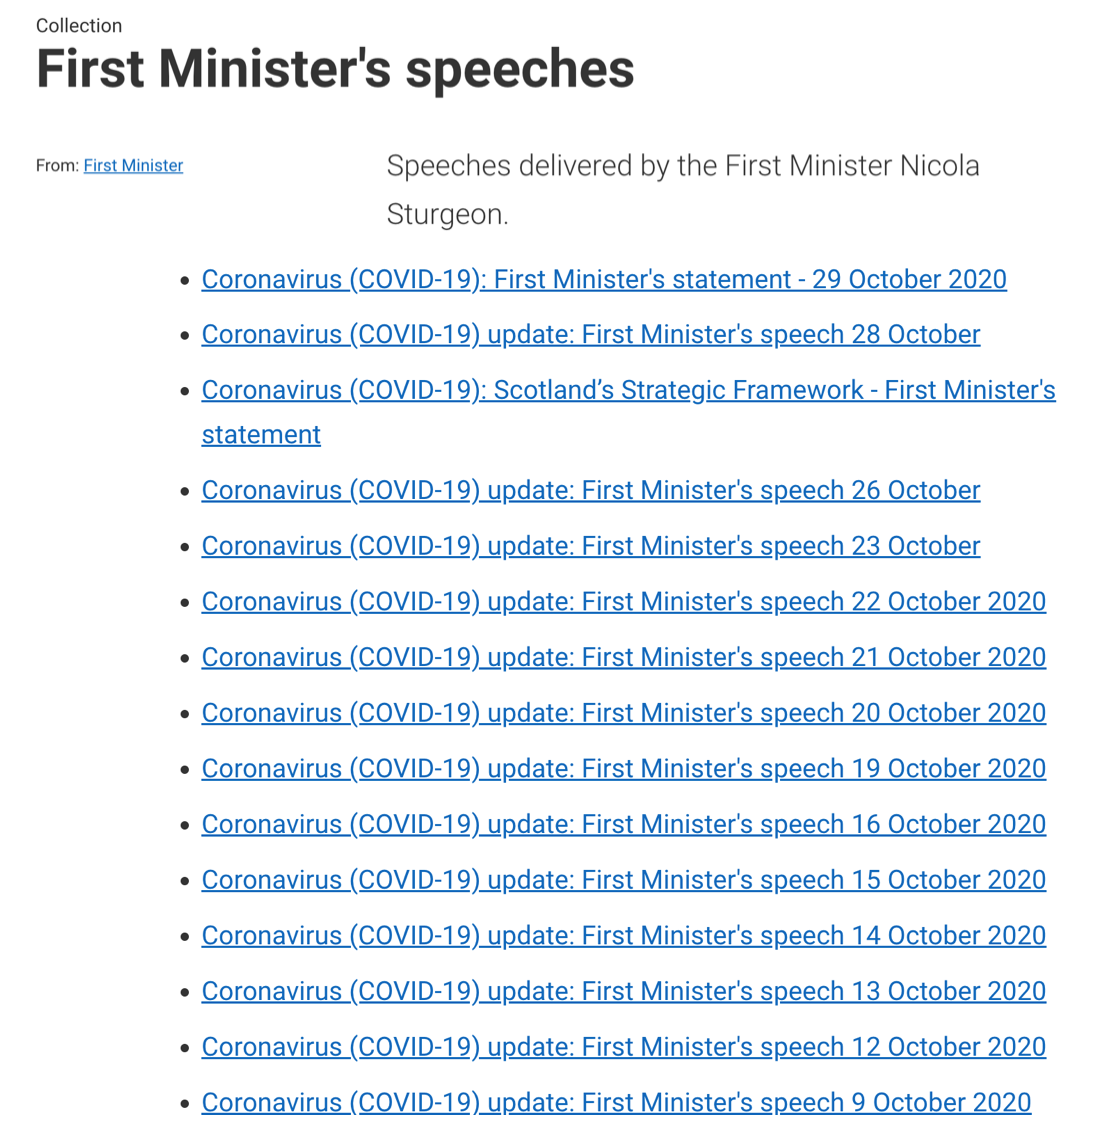 Collection
First Minister's speeches
From: First Minister
Speeches delivered by the First Minister Nicola
Sturgeon.
Coronavirus (COVID-19): First Minister's statement - 29 October 2020
Coronavirus (COVID-19) update: First Minister's speech 28 October
Coronavirus (COVID-19): Scotland’s Strategic Framework - First Minister's
statement
Coronavirus (COVID-19) update: First Minister's speech 26 October
Coronavirus (COVID-19) update: First Minister's speech 23 October
Coronavirus (COVID-19) update: First Minister's speech 22 October 2020
Coronavirus (COVID-19) update: First Minister's speech 21 October 2020
Coronavirus (COVID-19) update: First Minister's speech 20 October 2020
Coronavirus (COVID-19) update: First Minister's speech 19 October 2020
Coronavirus (COVID-19) update: First Minister's speech 16 October 2020
Coronavirus (COVID-19) update: First Minister's speech 15 October 2020
Coronavirus (COVID-19) update: First Minister's speech 14 October 2020
Coronavirus (COVID-19) update: First Minister's speech 13 October 2020
Coronavirus (COVID-19) update: First Minister's speech 12 October 2020
Coronavirus (COVID-19) update: First Minister's speech 9 October 2020